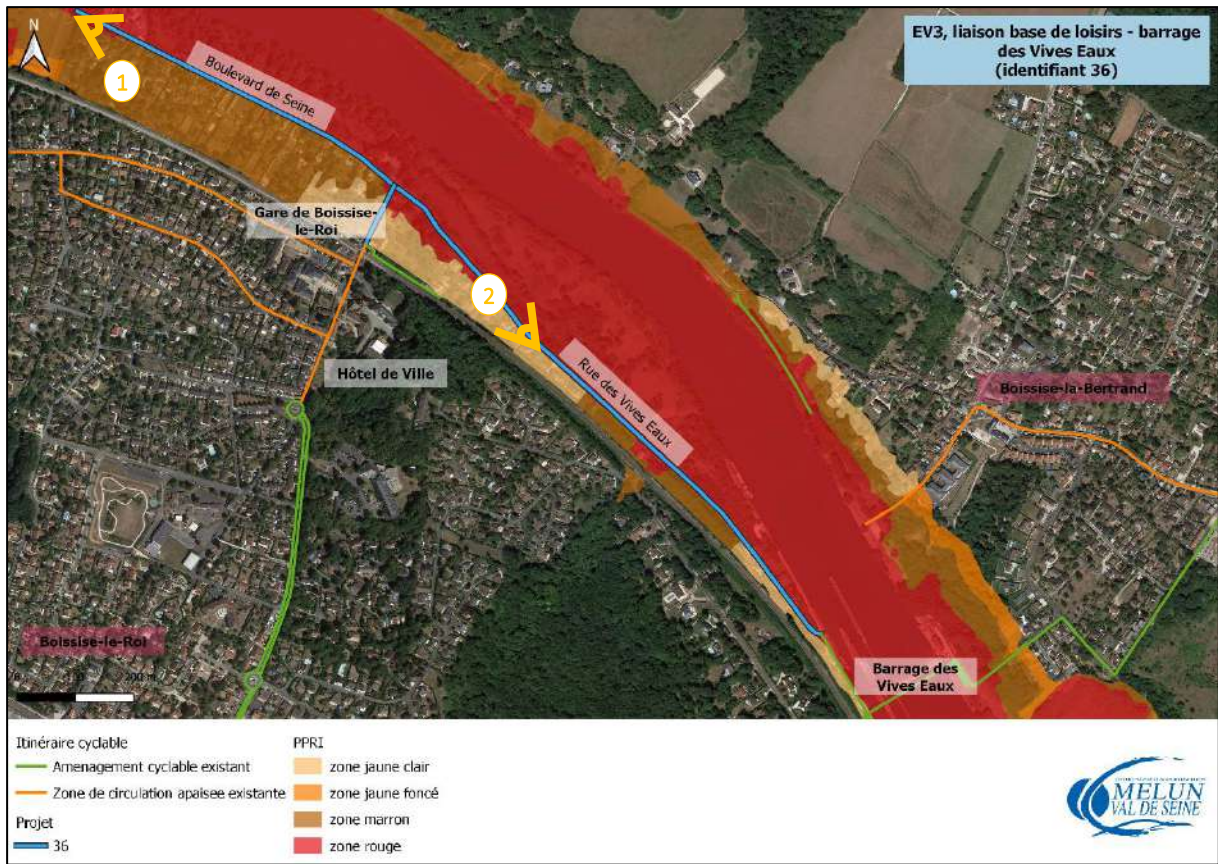 N
EV3, liaison base de loisirs - barrage
des Vives Eaux
(identifiant 36)
1
Boulevard de Seine
Gare de Boissise-
le-Roi
2
Hôtel de Ville
Rue des Vives Eaux
Boissise-la-Bertrand
Boissise-le-Roi
200 m
Barrage des
Vives Eaux
Itinéraire cyclable
Amenagement cyclable existant
Zone de circulation apaisee existante
Projet
36
PPRI
zone jaune clair
zone jaune foncé
zone marron
zone rouge
MELUN
VAL DE SEINE